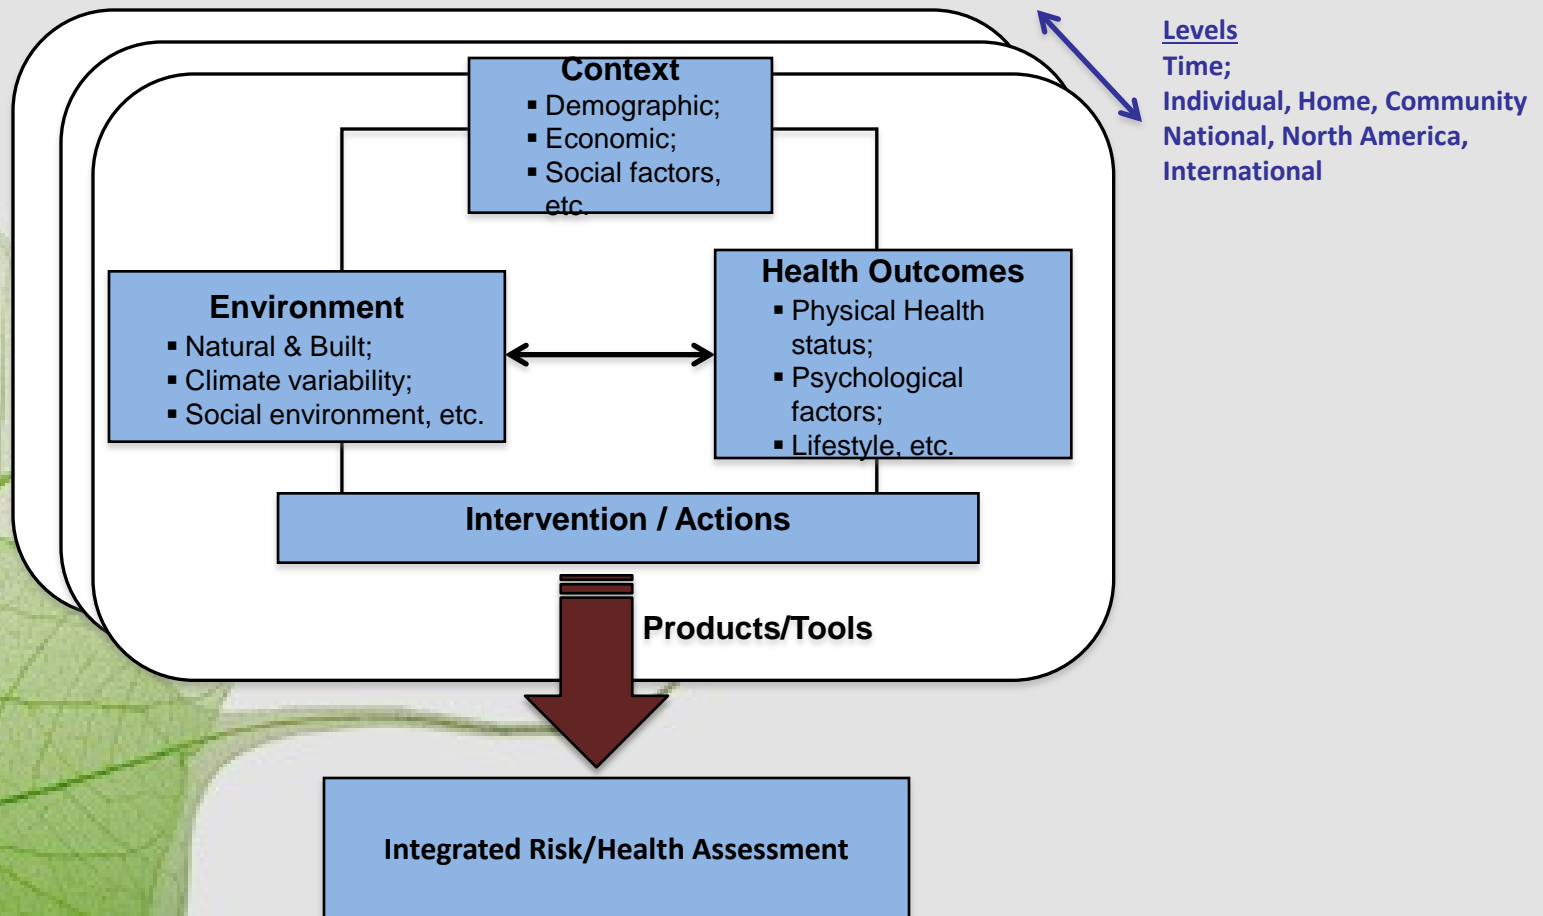 Levels
Time;
Individual, Home, Community
National, North America,
International
Context
▪ Demographic;
▪ Economic;
▪ Social factors,
etc.
Environment
▪ Natural & Built;
▪ Climate variability;
▪ Social environment, etc.
Health Outcomes
▪ Physical Health
status;
▪ Psychological
factors;
▪ Lifestyle, etc.
Intervention / Actions
Products/Tools
Integrated Risk/Health Assessment